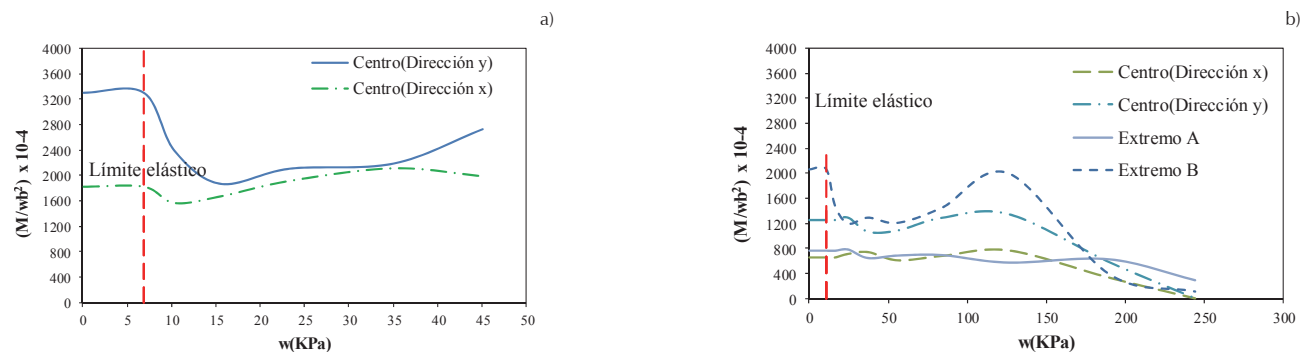 a)
4000
3600
3200
2800
2400
2000
1600
1200
800
400
0
(M/wb²) x 10-4
Centro(Dirección y)
Centro(Dirección x)
Límite elástico
0 5 10 15 20 25 30 35 40 45 50
w(KPa)
b)
4000
3600
3200
2800
2400
2000
1600
1200
800
400
0
(M/wb²) x 10-4
Centro(Dirección x)
Centro(Dirección y)
Extremo A
Extremo B
Límite elástico
0 50 100 150 200 250 300
w(KPa)